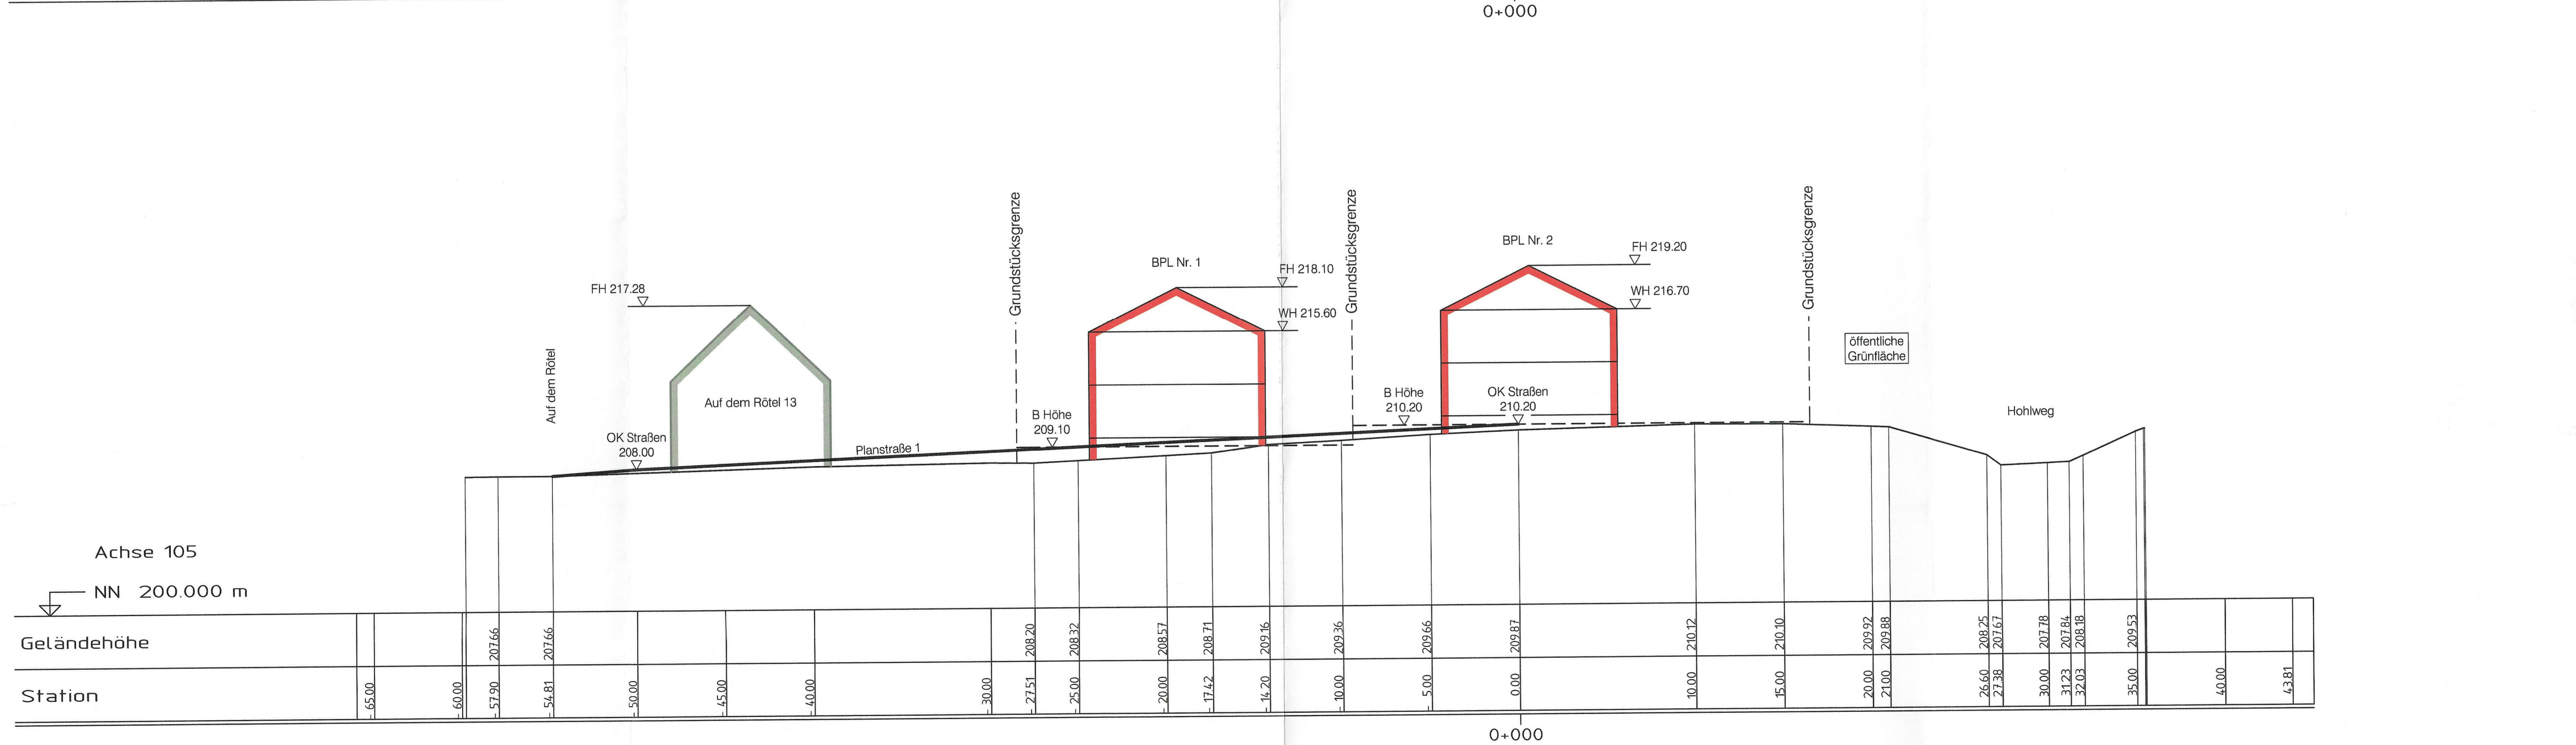 0+000
Grundstücksgrenze
Grundstücksgrenze
Grundstücksgrenze
BPL Nr. 1
BPL Nr. 2
FH 217.28
FH 218.10
WH 215.60
FH 219.20
WH 216.70
öffentliche
Grünfläche
Auf dem Rötel
Auf dem Rötel 13
OK Straßen
208.00
Planstraße 1
B Höhe
209.10
B Höhe
210.20
OK Straßen
210.20
Hohlweg
Achse 105
NN 200.000 m
Geländehöhe 207.66 207.66 208.20 208.32 208.57 208.71 209.16 209.36 209.66 209.87 210.12 210.10 209.92 209.88 208.25 207.67 207.78 207.84 208.18 209.53
Station 65.00 60.00 57.90 54.81 50.00 45.00 40.00 30.00 27.51 25.00 20.00 17.42 14.20 10.00 5.00 0.00 10.00 15.00 20.00 21.00 26.60 27.38 30.00 31.23 32.03 35.00 40.00 43.81
0+000